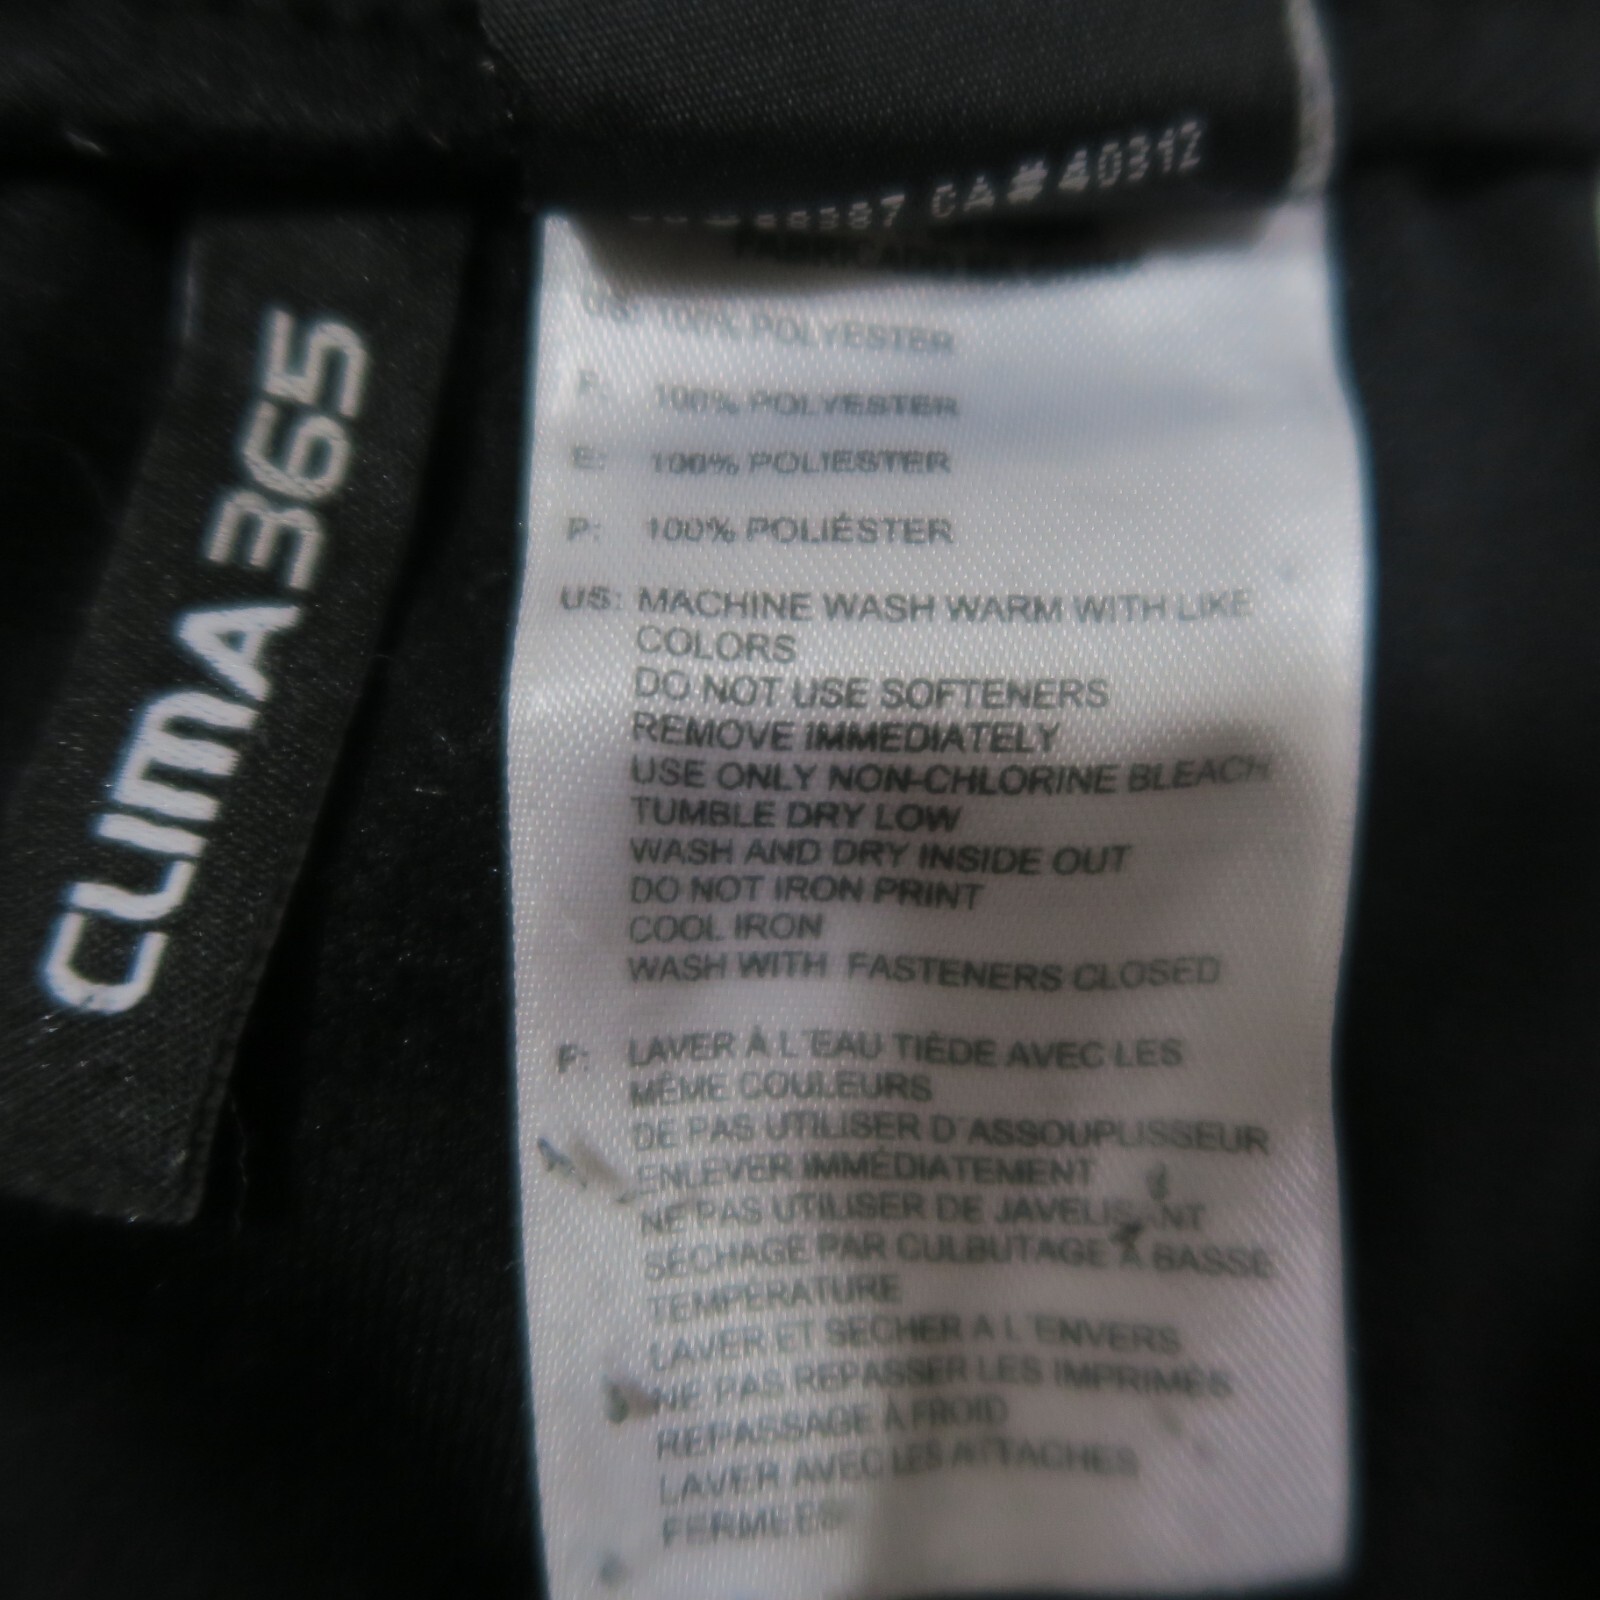 CLIMA 365
CA#40312
100% POLYESTER
F: 100% POLYESTER
E: 100% POLIESTER
P: 100% POLIÉSTER
US: MACHINE WASH WARM WITH LIKE
COLORS
DO NOT USE SOFTENERS
REMOVE IMMEDIATELY
USE ONLY NON-CHLORINE BLEACH
TUMBLE DRY LOW
WASH AND DRY INSIDE OUT
DO NOT IRON PRINT
COOL IRON
WASH WITH FASTENERS CLOSED
F: LAVER À L'EAU TIÈDE AVEC LES
MÊME COULEURS
DE PAS UTILISER D'ASSOUPLISSEUR
ENLEVER IMMÉDIATEMENT
NE PAS UTILISER DE JAVELISANT
SÉCHAGE PAR CULBUTAGE À BASSE
TEMPÉRATURE
LAVER ET SÉCHER À L'ENVERS
NE PAS REPASSER LES IMPRIMÉS
REPASSAGE À FROID
LAVER AVEC LES ATTACHES